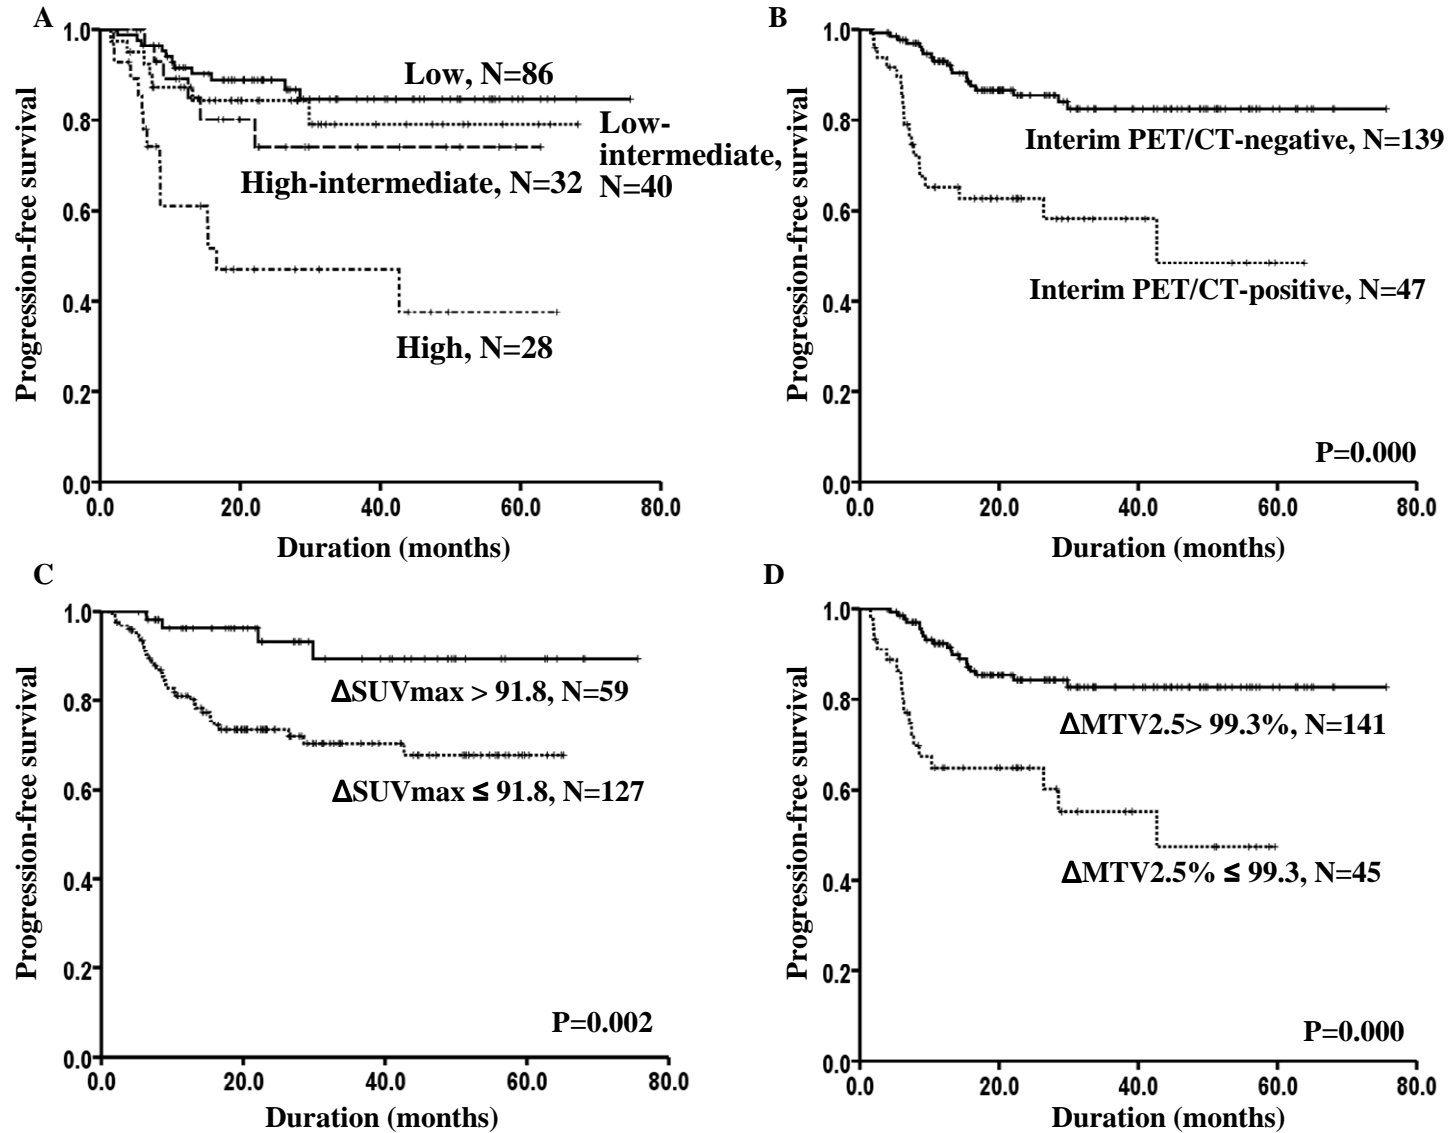 A
Progression-free survival
1.0
0.8
0.6
0.4
0.2
0.0
Low, N=86
Low-
intermediate,
N=40
High-intermediate, N=32
High, N=28
0.0 20.0 40.0 60.0 80.0
Duration (months)
B
Progression-free survival
1.0
0.8
0.6
0.4
0.2
0.0
Interim PET/CT-negative, N=139
Interim PET/CT-positive, N=47
P=0.000
0.0 20.0 40.0 60.0 80.0
Duration (months)
C
Progression-free survival
1.0
0.8
0.6
0.4
0.2
0.0
ΔSUVmax > 91.8, N=59
ΔSUVmax ≤ 91.8, N=127
P=0.002
0.0 20.0 40.0 60.0 80.0
Duration (months)
D
Progression-free survival
1.0
0.8
0.6
0.4
0.2
0.0
ΔMTV2.5> 99.3%, N=141
ΔMTV2.5% ≤ 99.3, N=45
P=0.000
0.0 20.0 40.0 60.0 80.0
Duration (months)